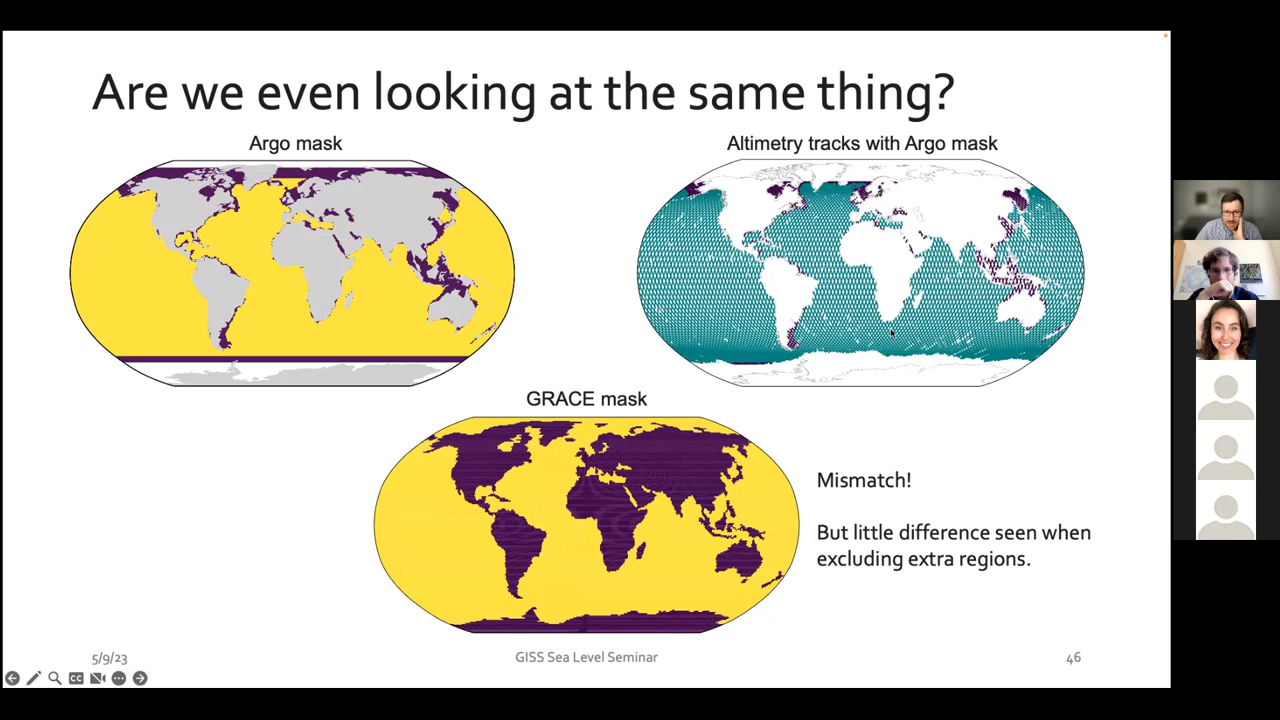 Are we even looking at the same thing?
Argo mask
Altimetry tracks with Argo mask
GRACE mask
Mismatch!
But little difference seen when
excluding extra regions.
5/9/23
GISS Sea Level Seminar
46
CC